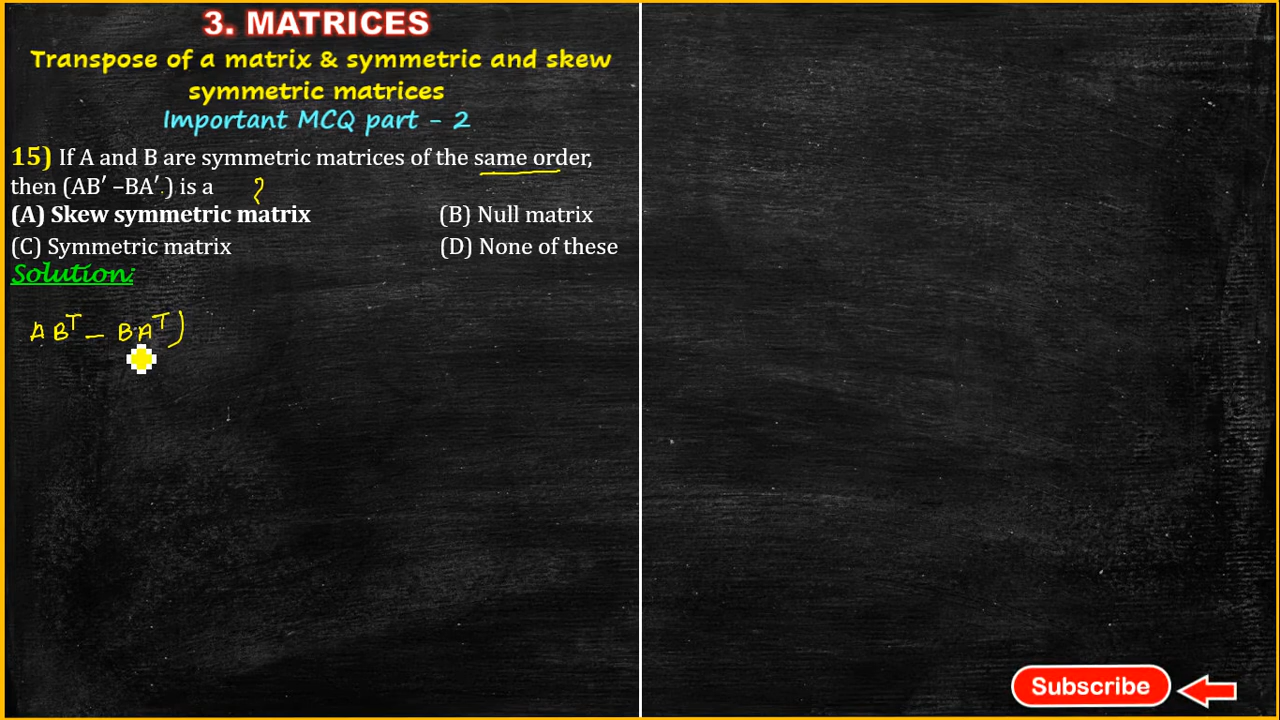 3. MATRICES
Transpose of a matrix & symmetric and skew
symmetric matrices
Important MCQ part - 2
15) If A and B are symmetric matrices of the same order,
then (AB′ –BA′ ) is a ?
(A) Skew symmetric matrix (B) Null matrix
(C) Symmetric matrix (D) None of these
Solution:
A Bᵀ – B Aᵀ)
Subscribe